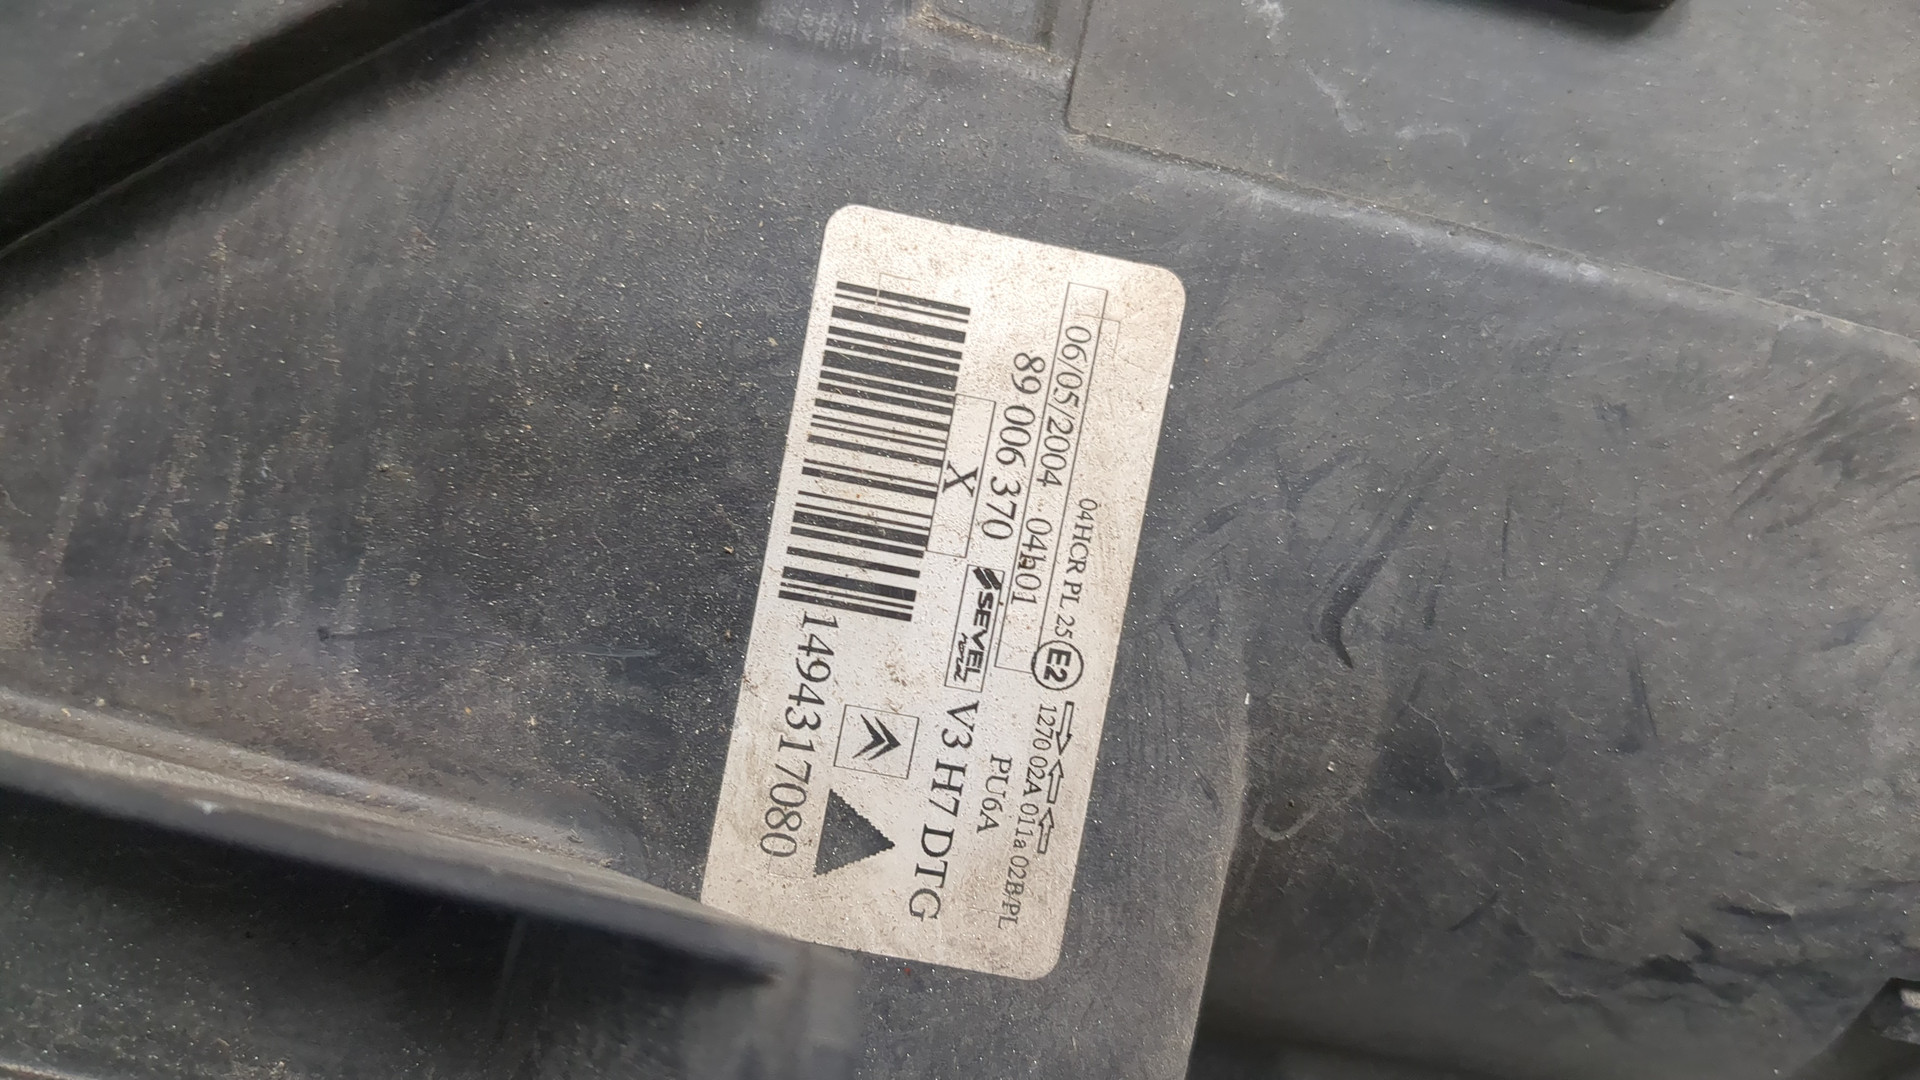 04HCR PL 25 E2 1270 02A 011a 02B/PL
06/05/2004 04h01
89 006 370 PU6A
X SEVEL V3 H7 DTG
1494317080